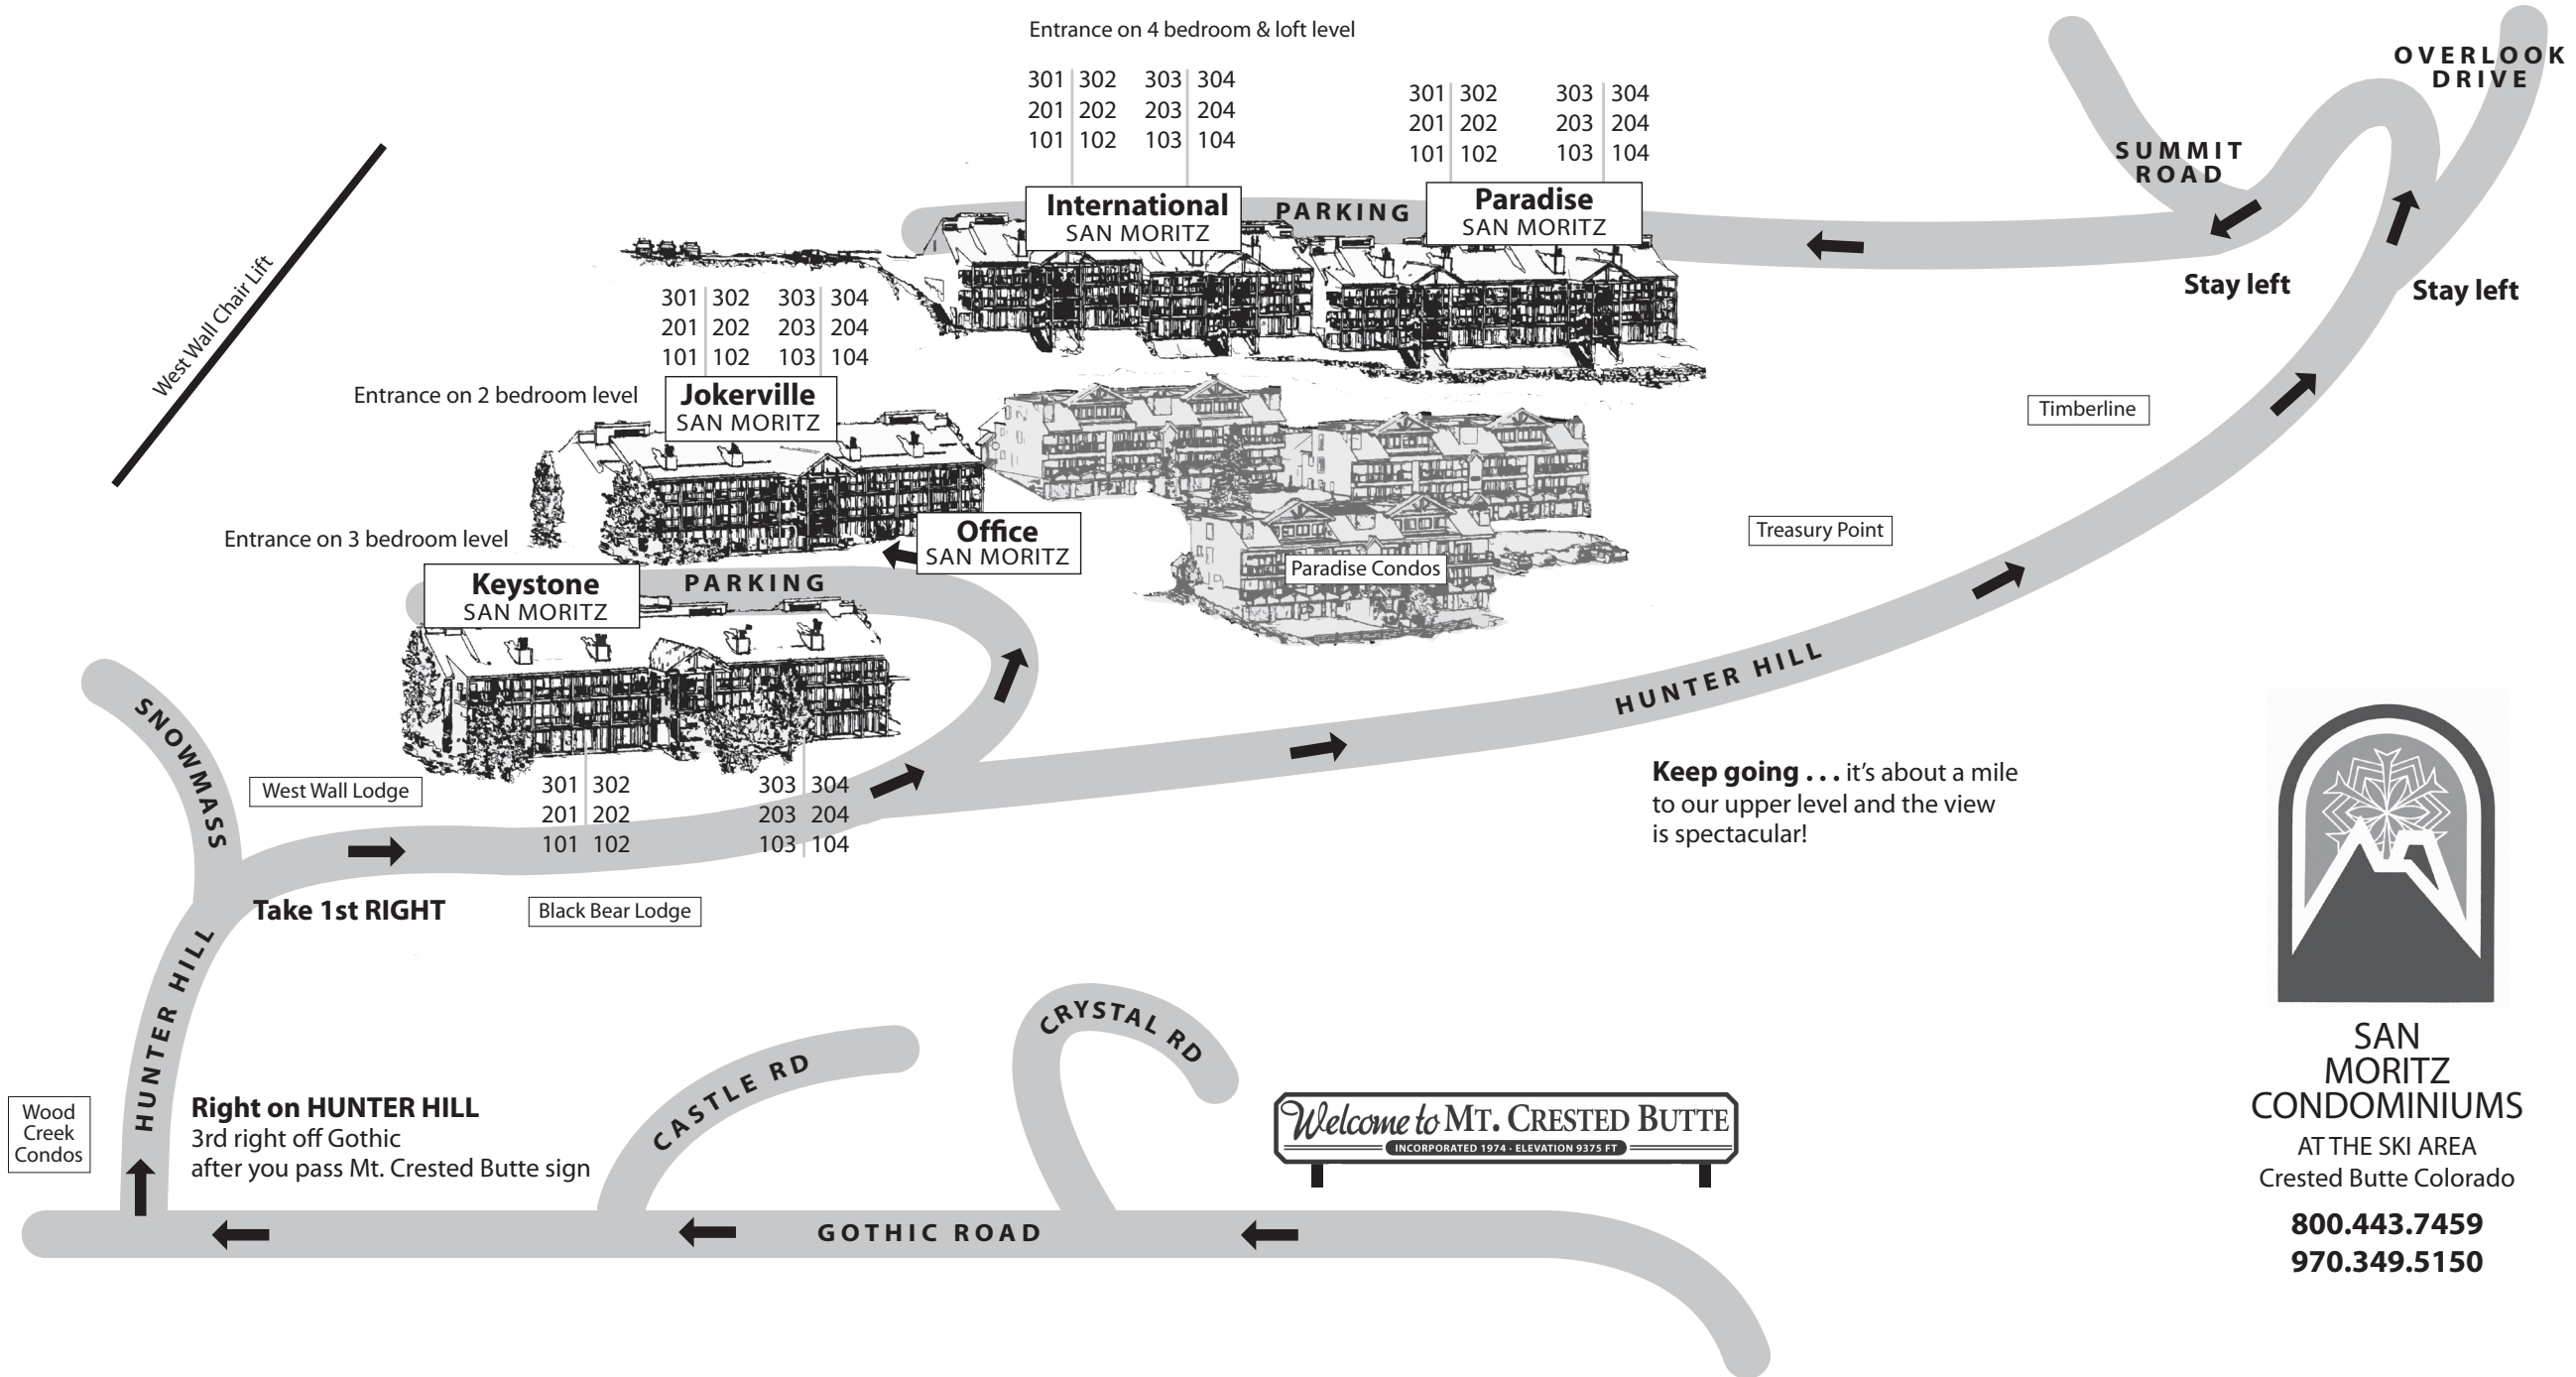 Entrance on 4 bedroom & loft level
301 302 303 304
201 202 203 204
101 102 103 104
301 302 303 304
201 202 203 204
101 102 103 104
OVERLOOK
DRIVE
SUMMIT
ROAD
International
SAN MORITZ
PARKING
Paradise
SAN MORITZ
Stay left
Stay left
West Wall Chair Lift
301 302 303 304
201 202 203 204
101 102 103 104
Entrance on 2 bedroom level
Jokerville
SAN MORITZ
Timberline
Entrance on 3 bedroom level
Office
SAN MORITZ
Treasury Point
Paradise Condos
Keystone
SAN MORITZ
PARKING
HUNTER HILL
SNOWMASS
West Wall Lodge
301 302 303 304
201 202 203 204
101 102 103 104
Keep going . . . it's about a mile
to our upper level and the view
is spectacular!
Take 1st RIGHT
Black Bear Lodge
HUNTER HILL
CASTLE RD
CRYSTAL RD
Wood
Creek
Condos
Right on HUNTER HILL
3rd right off Gothic
after you pass Mt. Crested Butte sign
Welcome to MT. CRESTED BUTTE
INCORPORATED 1974 · ELEVATION 9375 FT
GOTHIC ROAD
SAN
MORITZ
CONDOMINIUMS
AT THE SKI AREA
Crested Butte Colorado
800.443.7459
970.349.5150